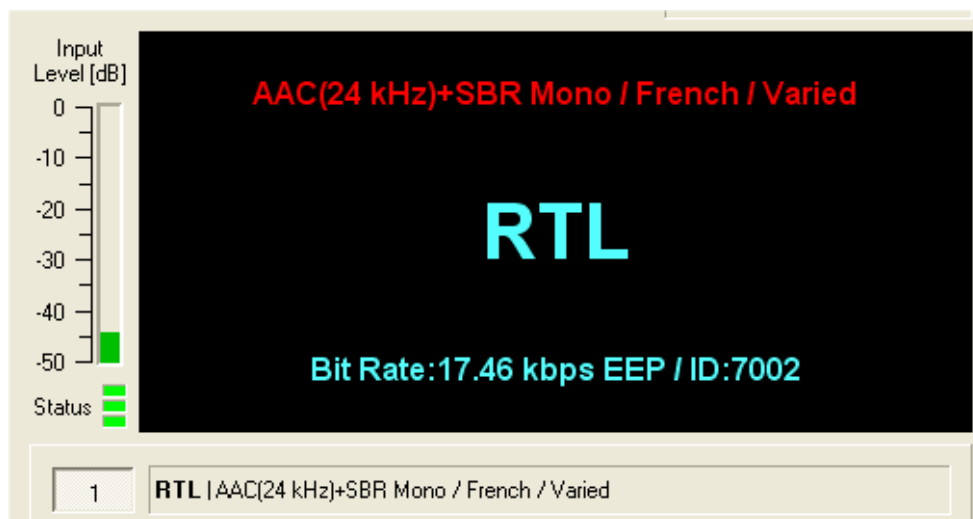 Input
Level [dB]
0
-10
-20
-30
-40
-50
Status
AAC(24 kHz)+SBR Mono / French / Varied
RTL
Bit Rate:17.46 kbps EEP / ID:7002
1
RTL | AAC(24 kHz)+SBR Mono / French / Varied